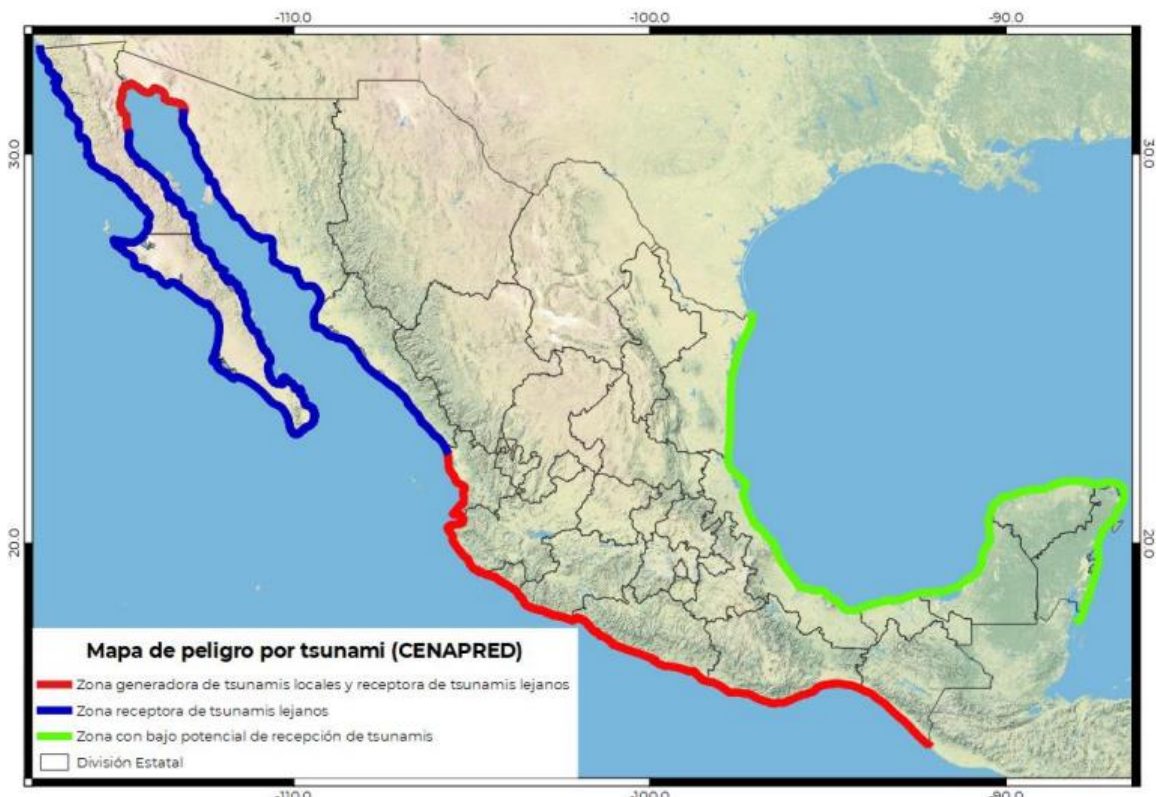 -110.0 -100.0 -90.0
30.0 30.0
20.0 20.0
Mapa de peligro por tsunami (CENAPRED)
Zona generadora de tsunamis locales y receptora de tsunamis lejanos
Zona receptora de tsunamis lejanos
Zona con bajo potencial de recepción de tsunamis
División Estatal
-110.0 -100.0 -90.0